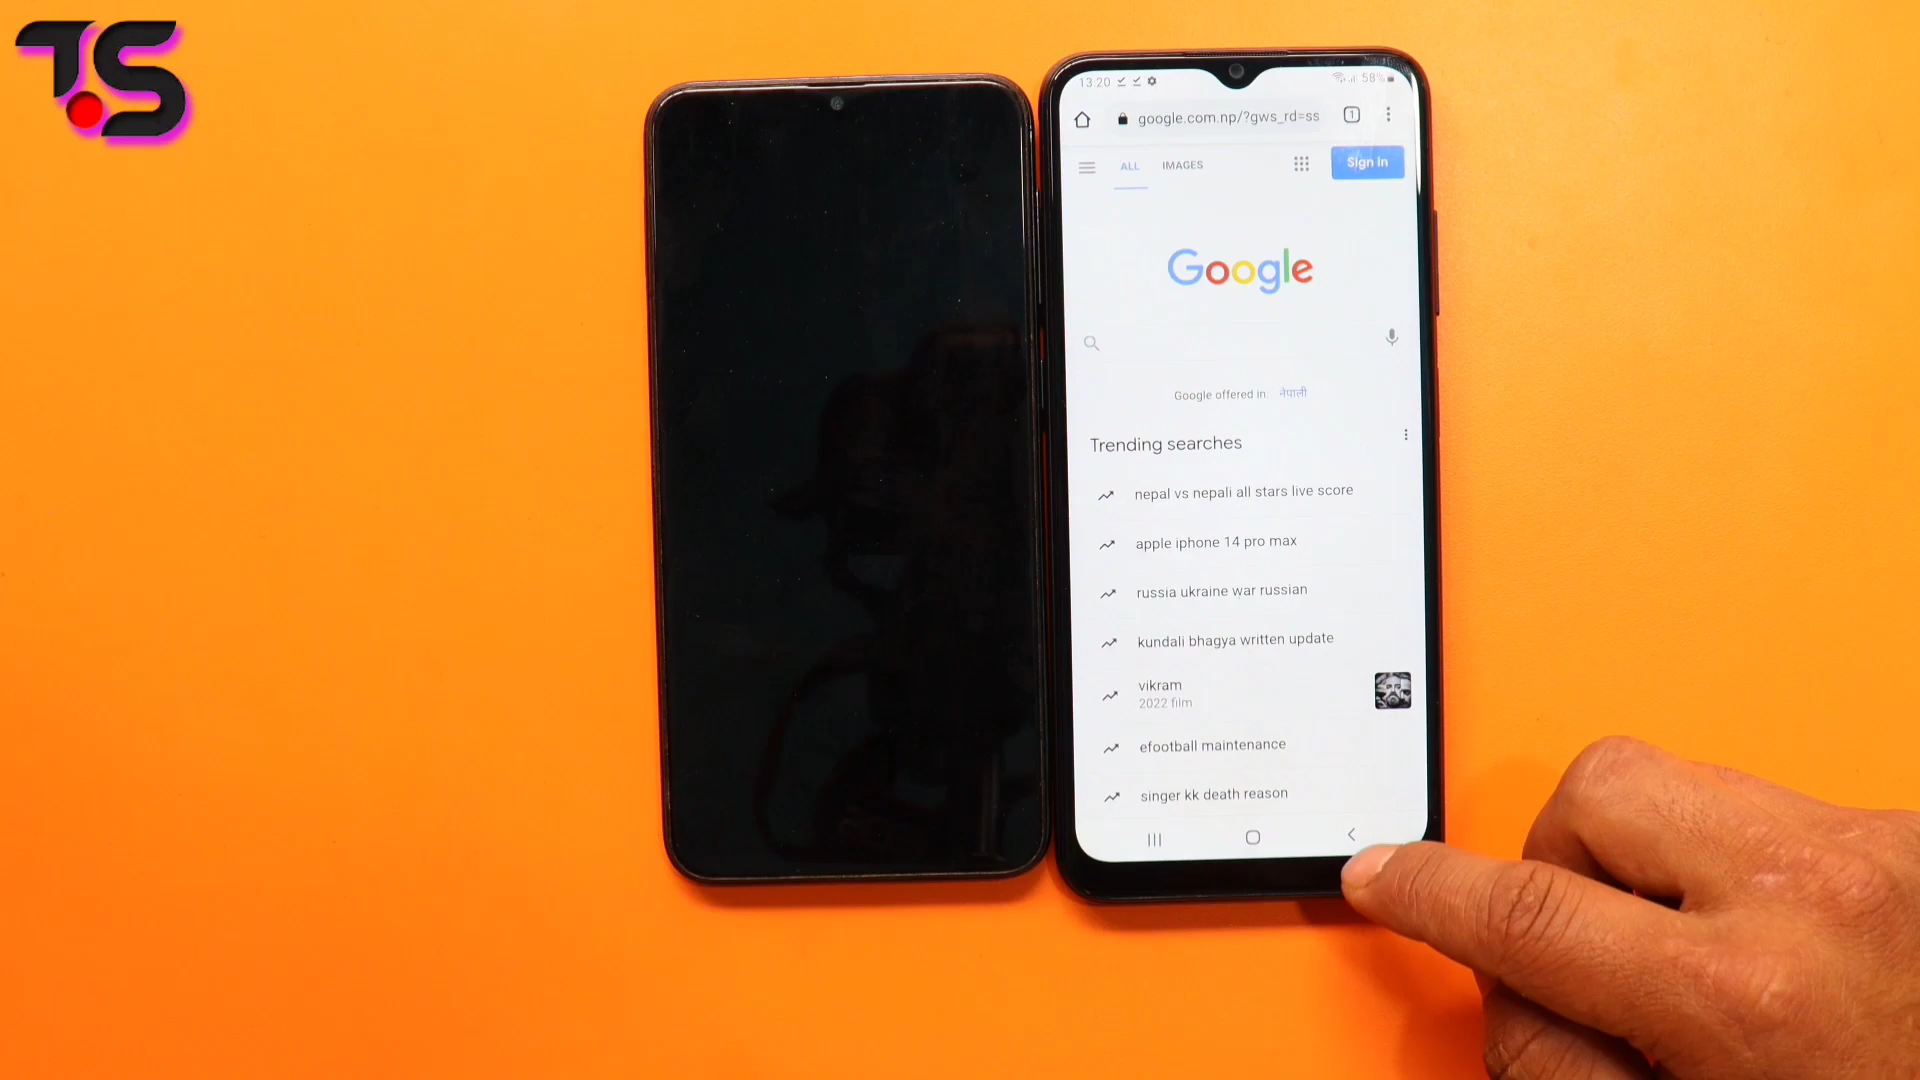 T.S
13:20
58%
google.com.np/?gws_rd=ss
1
ALL
IMAGES
Sign in
Google
Google offered in: नेपाली
Trending searches
nepal vs nepali all stars live score
apple iphone 14 pro max
russia ukraine war russian
kundali bhagya written update
vikram
2022 film
efootball maintenance
singer kk death reason